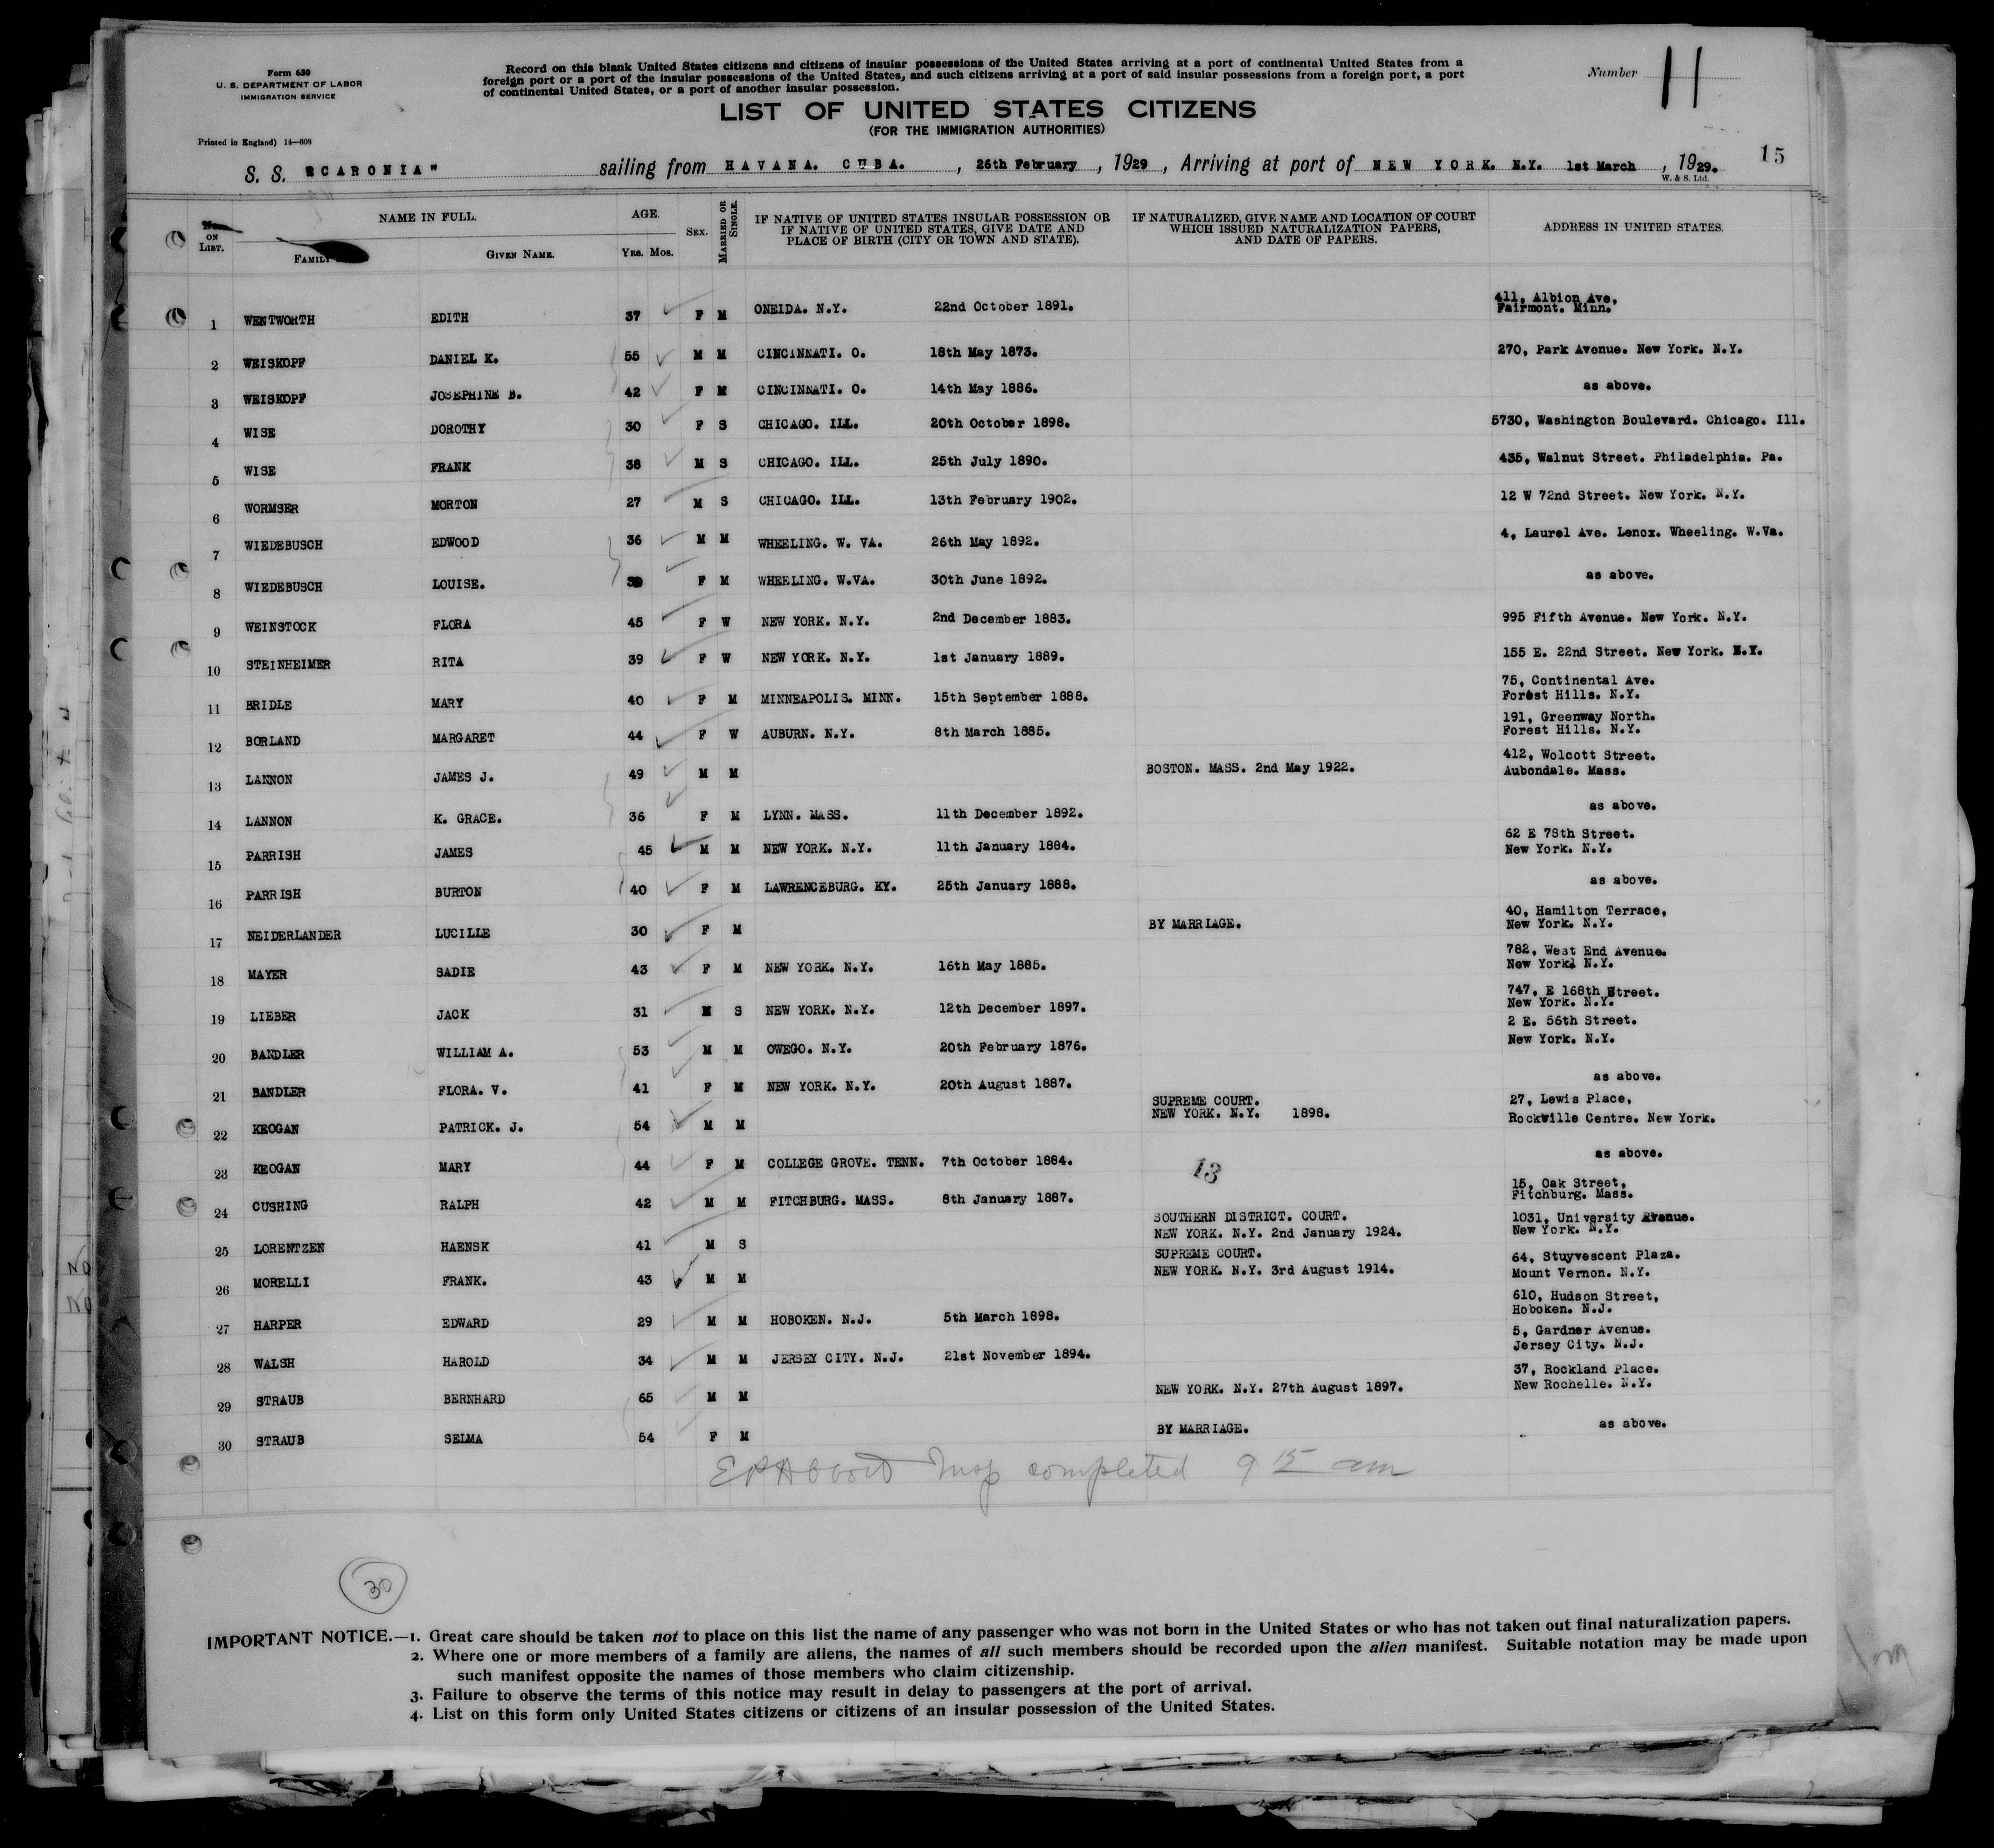 Form 630
U. S. DEPARTMENT OF LABOR
IMMIGRATION SERVICE
Printed in England) 14—608
Record on this blank United States citizens and citizens of insular possessions of the United States arriving at a port of continental United States from a
foreign port or a port of the insular possessions of the United States, and such citizens arriving at a port of said insular possessions from a foreign port, a port
of continental United States, or a port of another insular possession.
Number 11
LIST OF UNITED STATES CITIZENS
(FOR THE IMMIGRATION AUTHORITIES)
15
S. S. "CARONIA" sailing from HAVANA. CUBA. , 26th February , 1929 , Arriving at port of NEW YORK. N.Y. 1st March , 1929.
W. & S. Ltd.
ON LIST. NAME IN FULL. FAMILY GIVEN NAME. AGE. YRS. MOS. SEX. MARRIED OR SINGLE. IF NATIVE OF UNITED STATES INSULAR POSSESSION OR IF NATIVE OF UNITED STATES, GIVE DATE AND PLACE OF BIRTH (CITY OR TOWN AND STATE). IF NATURALIZED, GIVE NAME AND LOCATION OF COURT WHICH ISSUED NATURALIZATION PAPERS, AND DATE OF PAPERS. ADDRESS IN UNITED STATES.
1 WENTWORTH EDITH 37 F M ONEIDA. N.Y. 22nd October 1891. 411, Albion Ave, Fairmont. Minn.
2 WEISKOPF DANIEL K. 55 M M CINCINNATI. O. 18th May 1873. 270, Park Avenue. New York. N.Y.
3 WEISKOPF JOSEPHINE B. 42 F M CINCINNATI. O. 14th May 1886. as above.
4 WISE DOROTHY 30 F S CHICAGO. ILL. 20th October 1898. 5730, Washington Boulevard. Chicago. Ill.
5 WISE FRANK 38 M S CHICAGO. ILL. 25th July 1890. 435, Walnut Street. Philadelphia. Pa.
6 WORMSER MORTON 27 M S CHICAGO. ILL. 13th February 1902. 12 W 72nd Street. New York. N.Y.
7 WIEDEBUSCH EDWOOD 36 M M WHEELING. W. VA. 26th May 1892. 4, Laurel Ave. Lenox. Wheeling. W.Va.
8 WIEDEBUSCH LOUISE. F M WHEELING. W.VA. 30th June 1892. as above.
9 WEINSTOCK FLORA 45 F W NEW YORK. N.Y. 2nd December 1883. 995 Fifth Avenue. New York. N.Y.
10 STEINHEIMER RITA 39 F W NEW YORK. N.Y. 1st January 1889. 155 E. 22nd Street. New York. N.Y.
11 BRIDLE MARY 40 F M MINNEAPOLIS. MINN. 15th September 1888. 75, Continental Ave. Forest Hills. N.Y.
12 BORLAND MARGARET 44 F W AUBURN. N.Y. 8th March 1885. 191, Greenway North. Forest Hills. N.Y.
13 LANNON JAMES J. 49 M M BOSTON. MASS. 2nd May 1922. 412, Wolcott Street. Aubondale. Mass.
14 LANNON K. GRACE. 36 F M LYNN. MASS. 11th December 1892. as above.
15 PARRISH JAMES 45 M M NEW YORK. N.Y. 11th January 1884. 62 E 78th Street. New York. N.Y.
16 PARRISH BURTON 40 F M LAWRENCEBURG. KY. 25th January 1888. as above.
17 NEIDERLANDER LUCILLE 30 F M BY MARRIAGE. 40, Hamilton Terrace, New York. N.Y.
18 MAYER SADIE 43 F M NEW YORK. N.Y. 16th May 1885. 782, West End Avenue. New York. N.Y.
19 LIEBER JACK 31 M S NEW YORK. N.Y. 12th December 1897. 747, E 168th Street. New York. N.Y.
20 BANDLER WILLIAM A. 53 M M OWEGO. N.Y. 20th February 1876. 2 E. 56th Street. New York. N.Y.
21 BANDLER FLORA. V. 41 F M NEW YORK. N.Y. 20th August 1887. as above.
22 KEOGAN PATRICK. J. 54 M M SUPREME COURT. NEW YORK. N.Y. 1898. 27, Lewis Place, Rockville Centre. New York.
23 KEOGAN MARY 44 F M COLLEGE GROVE. TENN. 7th October 1884. 13 as above.
24 CUSHING RALPH 42 M M FITCHBURG. MASS. 8th January 1887. 15, Oak Street, Fitchburg. Mass.
25 LORENTZEN HAENSK 41 M S SOUTHERN DISTRICT. COURT. NEW YORK. N.Y. 2nd January 1924. 1031, University Avenue. New York. N.Y.
26 MORELLI FRANK. 43 M M SUPREME COURT. NEW YORK. N.Y. 3rd August 1914. 64, Stuyvescent Plaza. Mount Vernon. N.Y.
27 HARPER EDWARD 29 M M HOBOKEN. N.J. 5th March 1898. 610, Hudson Street, Hoboken. N.J.
28 WALSH HAROLD 34 M M JERSEY CITY. N.J. 21st November 1894. 5, Gardner Avenue. Jersey City. N.J.
29 STRAUB BERNHARD 65 M M NEW YORK. N.Y. 27th August 1897. 37, Rockland Place. New Rochelle. N.Y.
30 STRAUB SELMA 54 F M BY MARRIAGE. as above.
Insp completed 9 15 am
30
IMPORTANT NOTICE.—1. Great care should be taken not to place on this list the name of any passenger who was not born in the United States or who has not taken out final naturalization papers.
2. Where one or more members of a family are aliens, the names of all such members should be recorded upon the alien manifest. Suitable notation may be made upon
such manifest opposite the names of those members who claim citizenship.
3. Failure to observe the terms of this notice may result in delay to passengers at the port of arrival.
4. List on this form only United States citizens or citizens of an insular possession of the United States.